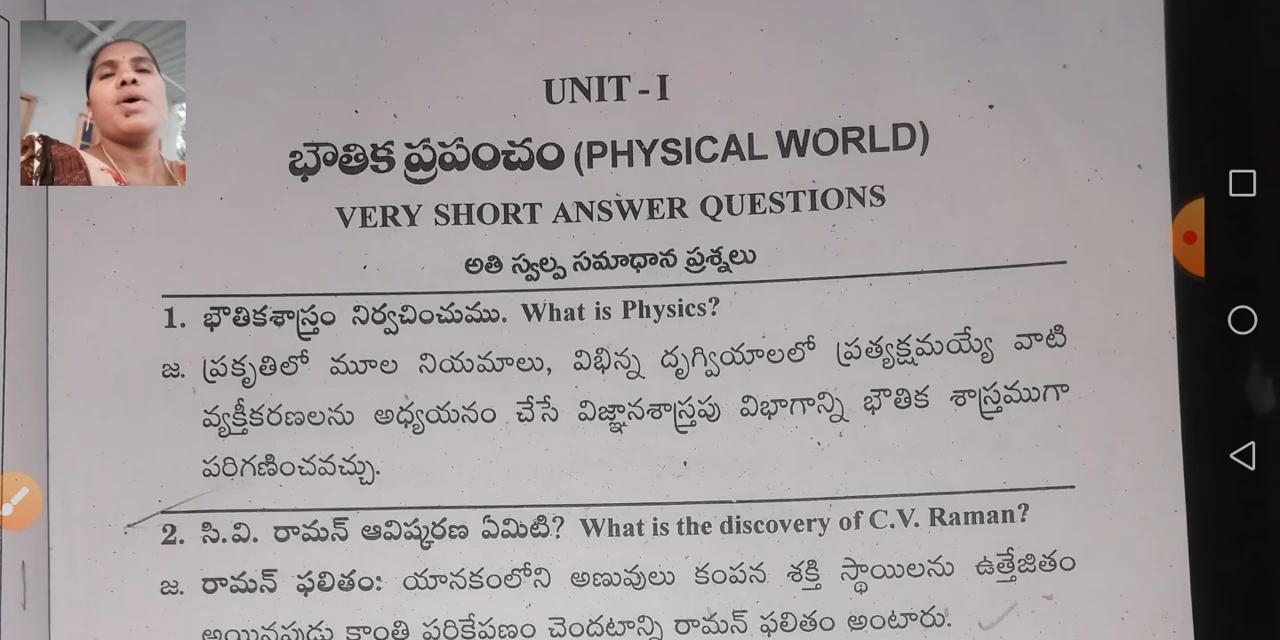 UNIT - I
భౌతిక ప్రపంచం (PHYSICAL WORLD)
VERY SHORT ANSWER QUESTIONS
అతి స్వల్ప సమాధాన ప్రశ్నలు
1. భౌతికశాస్త్రం నిర్వచించుము. What is Physics?
జ. ప్రకృతిలో మూల నియమాలు, విభిన్న దృగ్వియాలలో ప్రత్యక్షమయ్యే వాటి
వ్యక్తీకరణలను అధ్యయనం చేసే విజ్ఞానశాస్త్రపు విభాగాన్ని భౌతిక శాస్త్రముగా
పరిగణించవచ్చు.
2. సి.వి. రామన్ ఆవిష్కరణ ఏమిటి? What is the discovery of C.V. Raman?
జ. రామన్ ఫలితం: యానకంలోని అణువులు కంపన శక్తి స్థాయిలను ఉత్తేజితం
అయినపుడు కాంతి పరిక్షేపణం చెందటాన్ని రామన్ ఫలితం అంటారు.